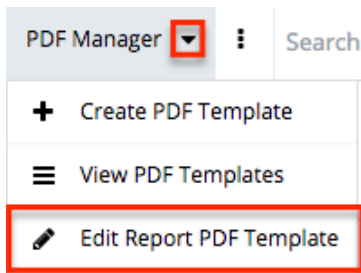 PDF Manager
Search
Create PDF Template
View PDF Templates
Edit Report PDF Template